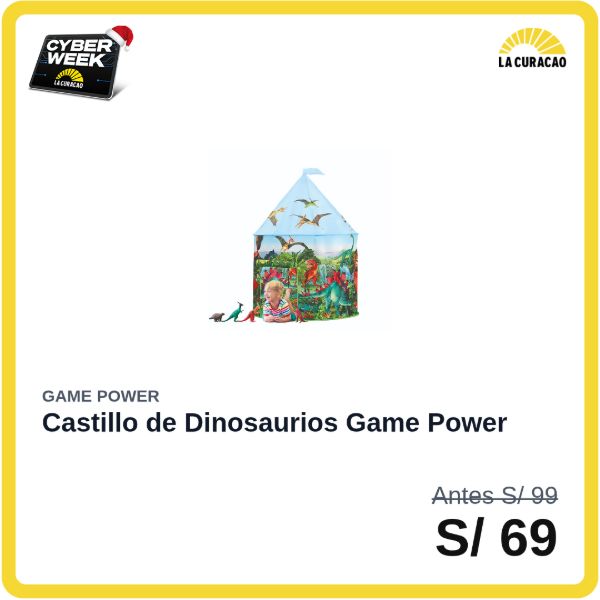 CYBER
WEEK
LA CURACAO
LA CURACAO
GAME POWER
Castillo de Dinosaurios Game Power
Antes S/ 99
S/ 69